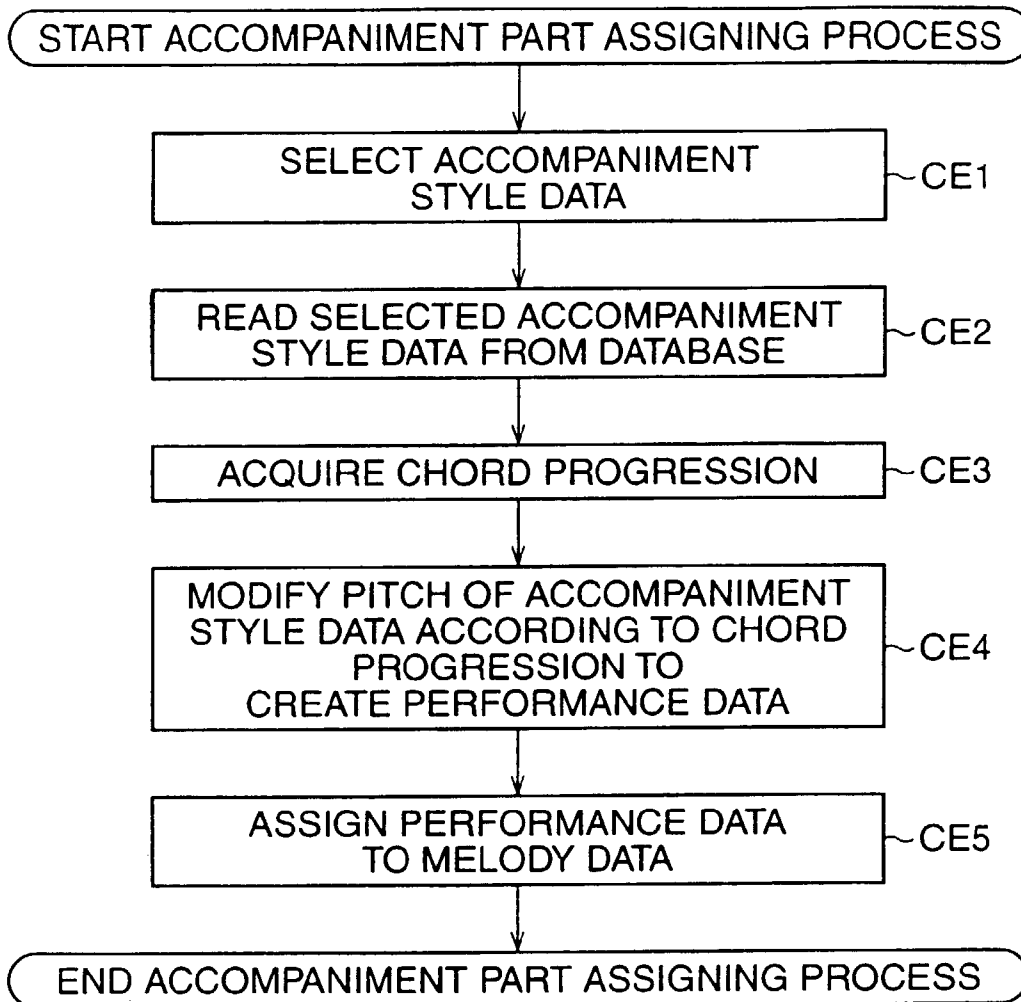 START ACCOMPANIMENT PART ASSIGNING PROCESS
SELECT ACCOMPANIMENT
STYLE DATA
~CE1
READ SELECTED ACCOMPANIMENT
STYLE DATA FROM DATABASE
~CE2
ACQUIRE CHORD PROGRESSION
~CE3
MODIFY PITCH OF ACCOMPANIMENT
STYLE DATA ACCORDING TO CHORD
PROGRESSION TO
CREATE PERFORMANCE DATA
~CE4
ASSIGN PERFORMANCE DATA
TO MELODY DATA
~CE5
END ACCOMPANIMENT PART ASSIGNING PROCESS